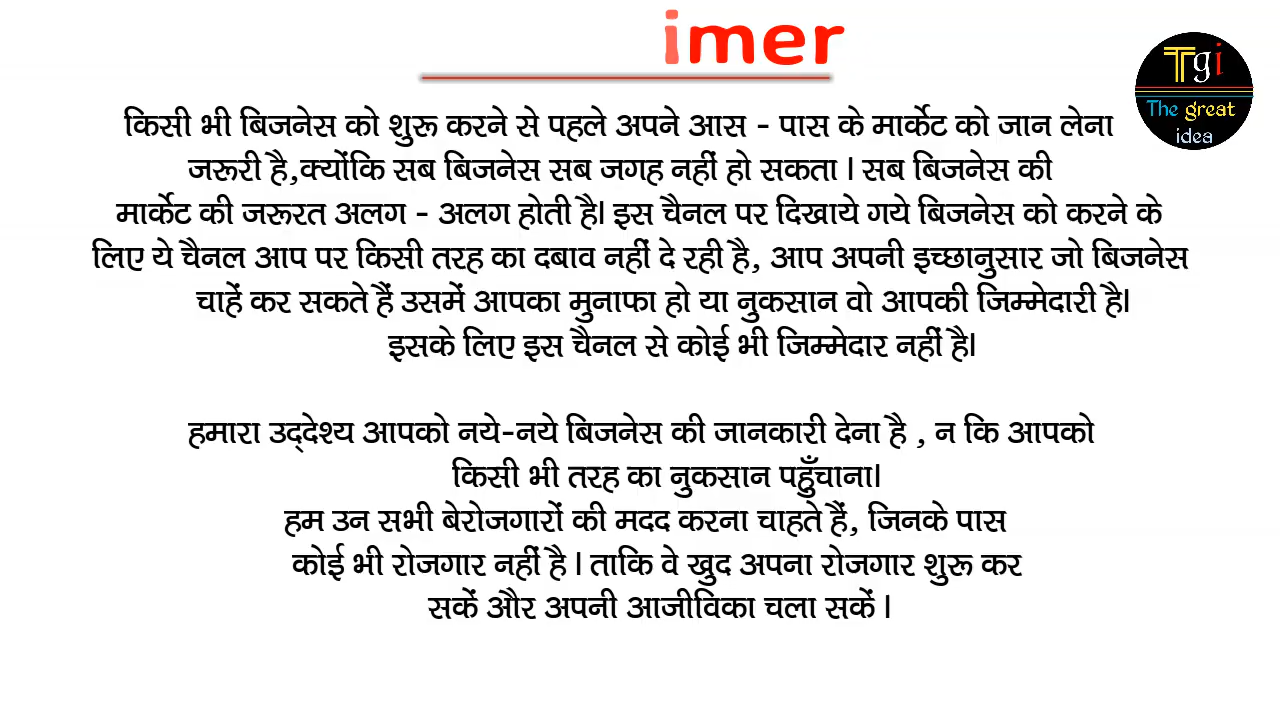 imer
Tgi
The great
idea
किसी भी बिजनेस को शुरू करने से पहले अपने आस - पास के मार्केट को जान लेना
जरूरी है,क्योंकि सब बिजनेस सब जगह नहीं हो सकता । सब बिजनेस की
मार्केट की जरूरत अलग - अलग होती है। इस चैनल पर दिखाये गये बिजनेस को करने के
लिए ये चैनल आप पर किसी तरह का दबाव नहीं दे रही है, आप अपनी इच्छानुसार जो बिजनेस
चाहें कर सकते हैं उसमें आपका मुनाफा हो या नुकसान वो आपकी जिम्मेदारी है।
इसके लिए इस चैनल से कोई भी जिम्मेदार नहीं है।
हमारा उद्देश्य आपको नये-नये बिजनेस की जानकारी देना है , न कि आपको
किसी भी तरह का नुकसान पहुँचाना।
हम उन सभी बेरोजगारों की मदद करना चाहते हैं, जिनके पास
कोई भी रोजगार नहीं है । ताकि वे खुद अपना रोजगार शुरू कर
सकें और अपनी आजीविका चला सकें ।